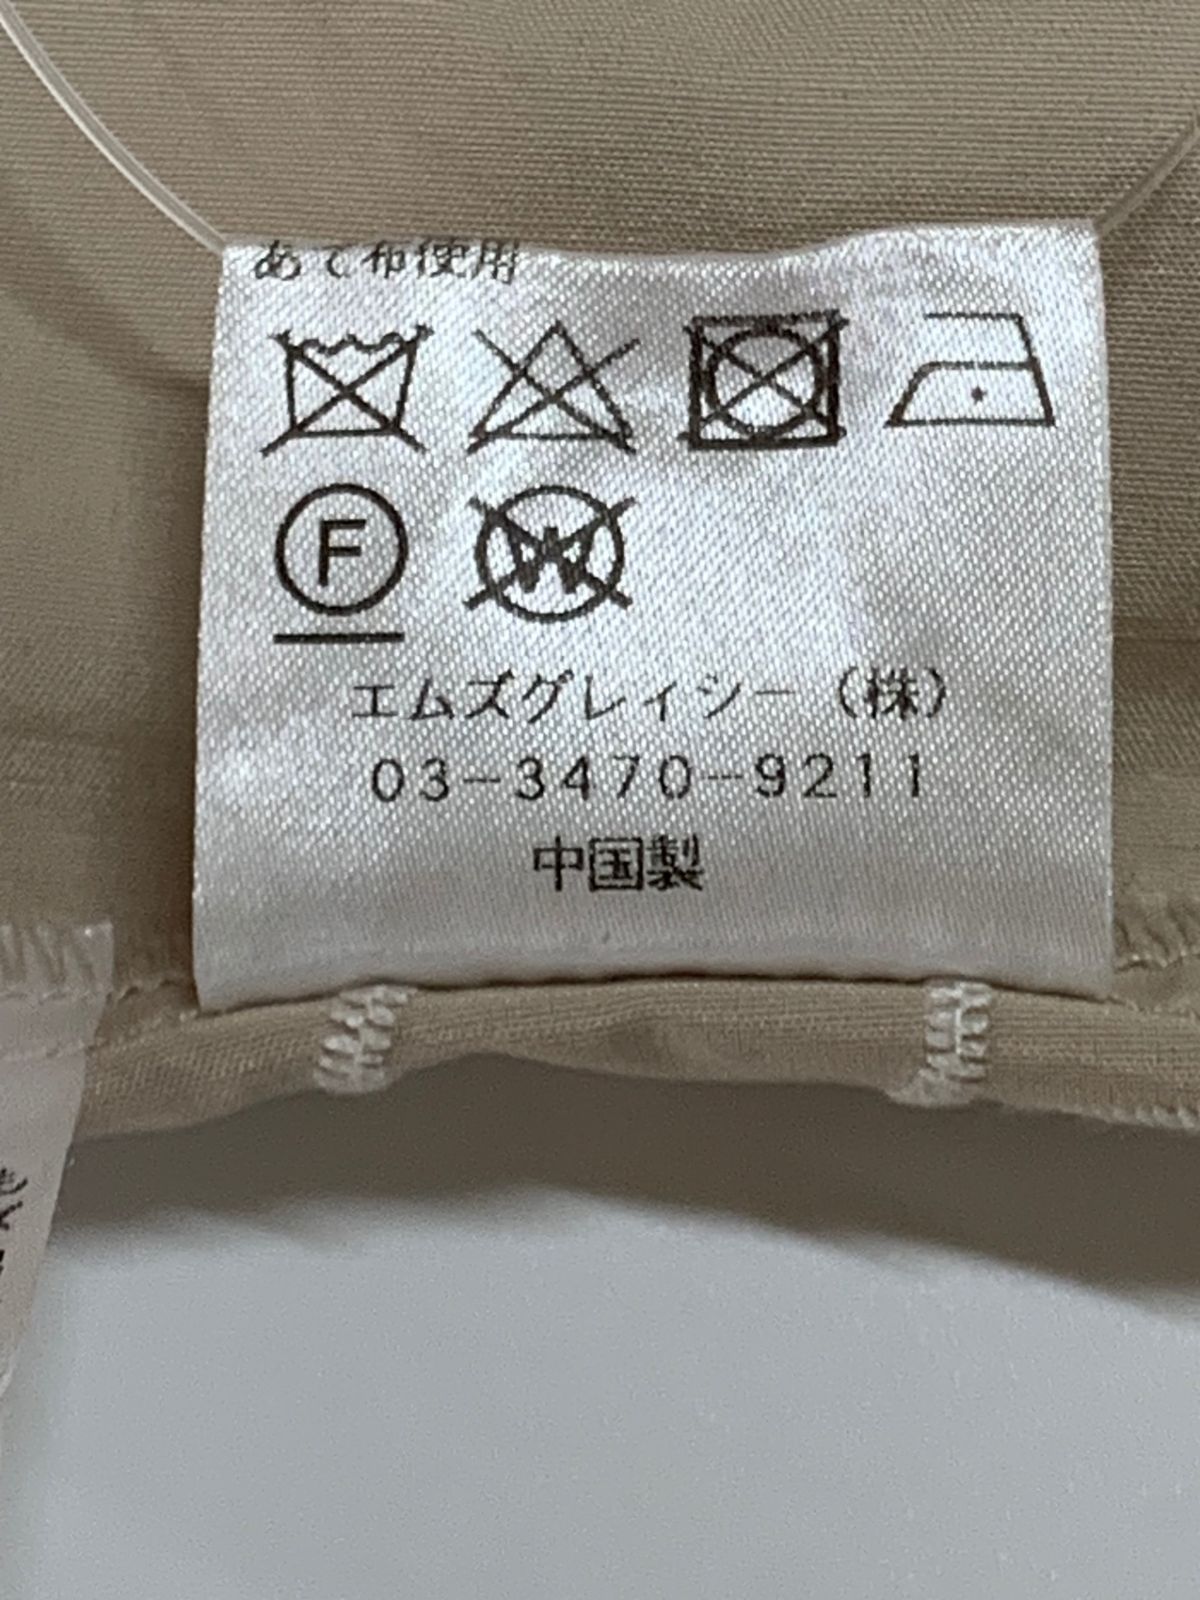 あて布使用
F
W
エムズグレイシー（株）
03-3470-9211
中国製